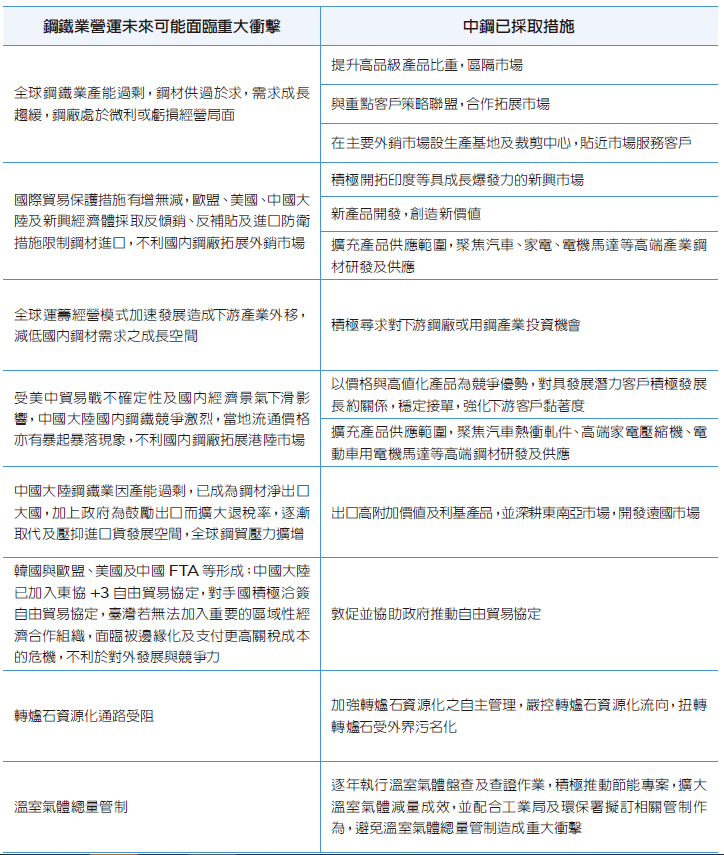 鋼鐵業營運未來可能面臨重大衝擊
中鋼已採取措施
全球鋼鐵業產能過剩，鋼材供過於求，需求成長
趨緩，鋼廠處於微利或虧損經營局面
提升高品級產品比重，區隔市場
與重點客戶策略聯盟，合作拓展市場
在主要外銷市場設生產基地及裁剪中心，貼近市場服務客戶
國際貿易保護措施有增無減，歐盟、美國、中國大
陸及新興經濟體採取反傾銷、反補貼及進口防衛
措施限制鋼材進口，不利國內鋼廠拓展外銷市場
積極開拓印度等具成長爆發力的新興市場
新產品開發，創造新價值
擴充產品供應範圍，聚焦汽車、家電、電機馬達等高端產業鋼
材研發及供應
全球運籌經營模式加速發展造成下游產業外移，
減低國內鋼材需求之成長空間
積極尋求對下游鋼廠或用鋼產業投資機會
受美中貿易戰不確定性及國內經濟景氣下滑影
響，中國大陸國內鋼鐵競爭激烈，當地流通價格
亦有暴起暴落現象，不利國內鋼廠拓展港陸市場
以價格與高值化產品為競爭優勢，對具發展潛力客戶積極發展
長約關係，穩定接單，強化下游客戶黏著度
擴充產品供應範圍，聚焦汽車熱衝軋件、高端家電壓縮機、電
動車用電機馬達等高端鋼材研發及供應
中國大陸鋼鐵業因產能過剩，已成為鋼材淨出口
大國，加上政府為鼓勵出口而擴大退稅率，逐漸
取代及壓抑進口貨發展空間，全球鋼貿壓力擴增
出口高附加價值及利基產品，並深耕東南亞市場，開發遠國市場
韓國與歐盟、美國及中國 FTA 等形成；中國大陸
已加入東協 +3 自由貿易協定，對手國積極洽簽
自由貿易協定，臺灣若無法加入重要的區域性經
濟合作組織，面臨被邊緣化及支付更高關稅成本
的危機，不利於對外發展與競爭力
敦促並協助政府推動自由貿易協定
轉爐石資源化通路受阻
加強轉爐石資源化之自主管理，嚴控轉爐石資源化流向，扭轉
轉爐石受外界污名化
溫室氣體總量管制
逐年執行溫室氣體盤查及查證作業，積極推動節能專案，擴大
溫室氣體減量成效，並配合工業局及環保署擬訂相關管制作
為，避免溫室氣體總量管制造成重大衝擊